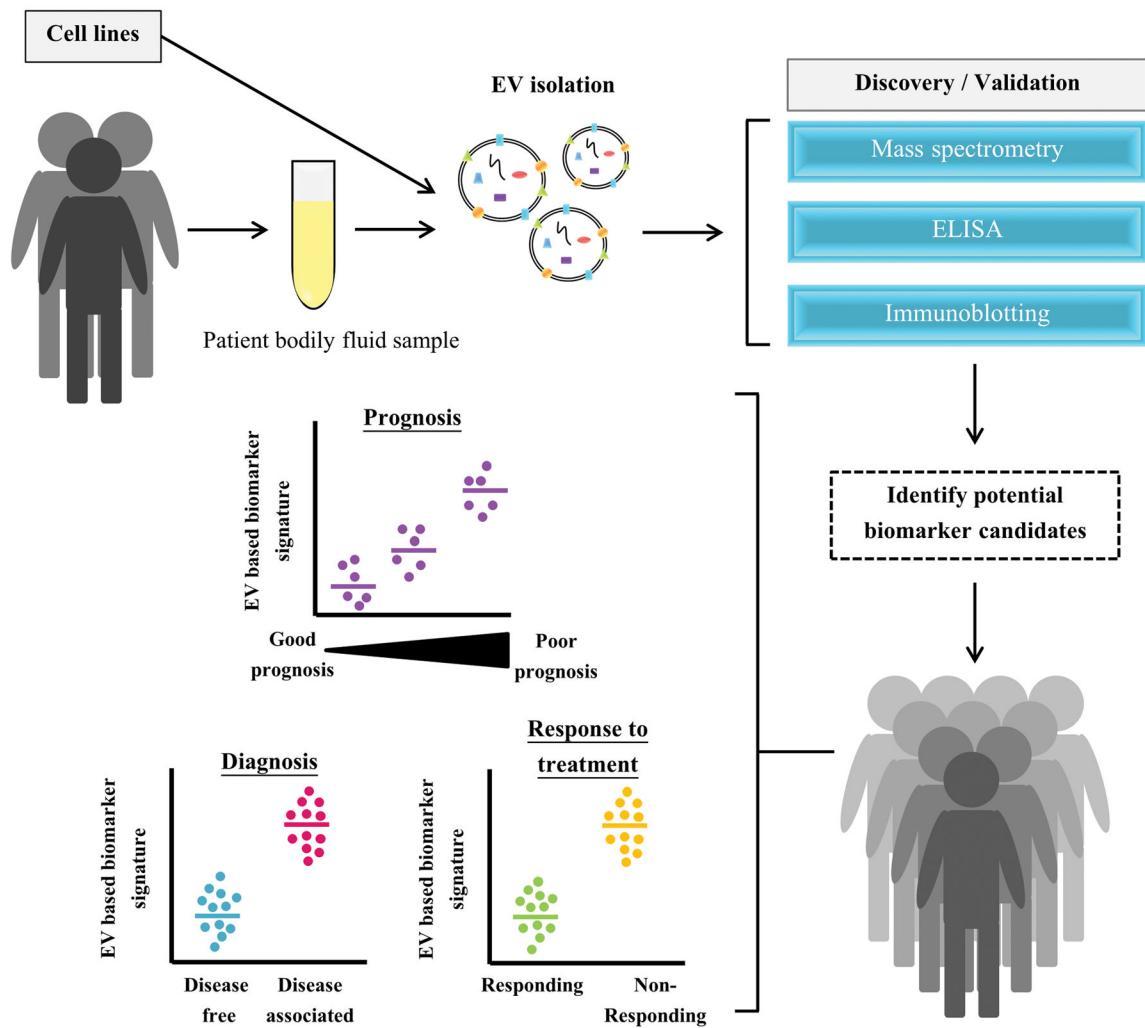 Cell lines
EV isolation
Discovery / Validation
Mass spectrometry
ELISA
Immunoblotting
Patient bodily fluid sample
Identify potential
biomarker candidates
Prognosis
EV based biomarker
signature
Good
prognosis
Poor
prognosis
Diagnosis
EV based biomarker
signature
Disease
free
Disease
associated
Response to
treatment
EV based biomarker
signature
Responding
Non-
Responding